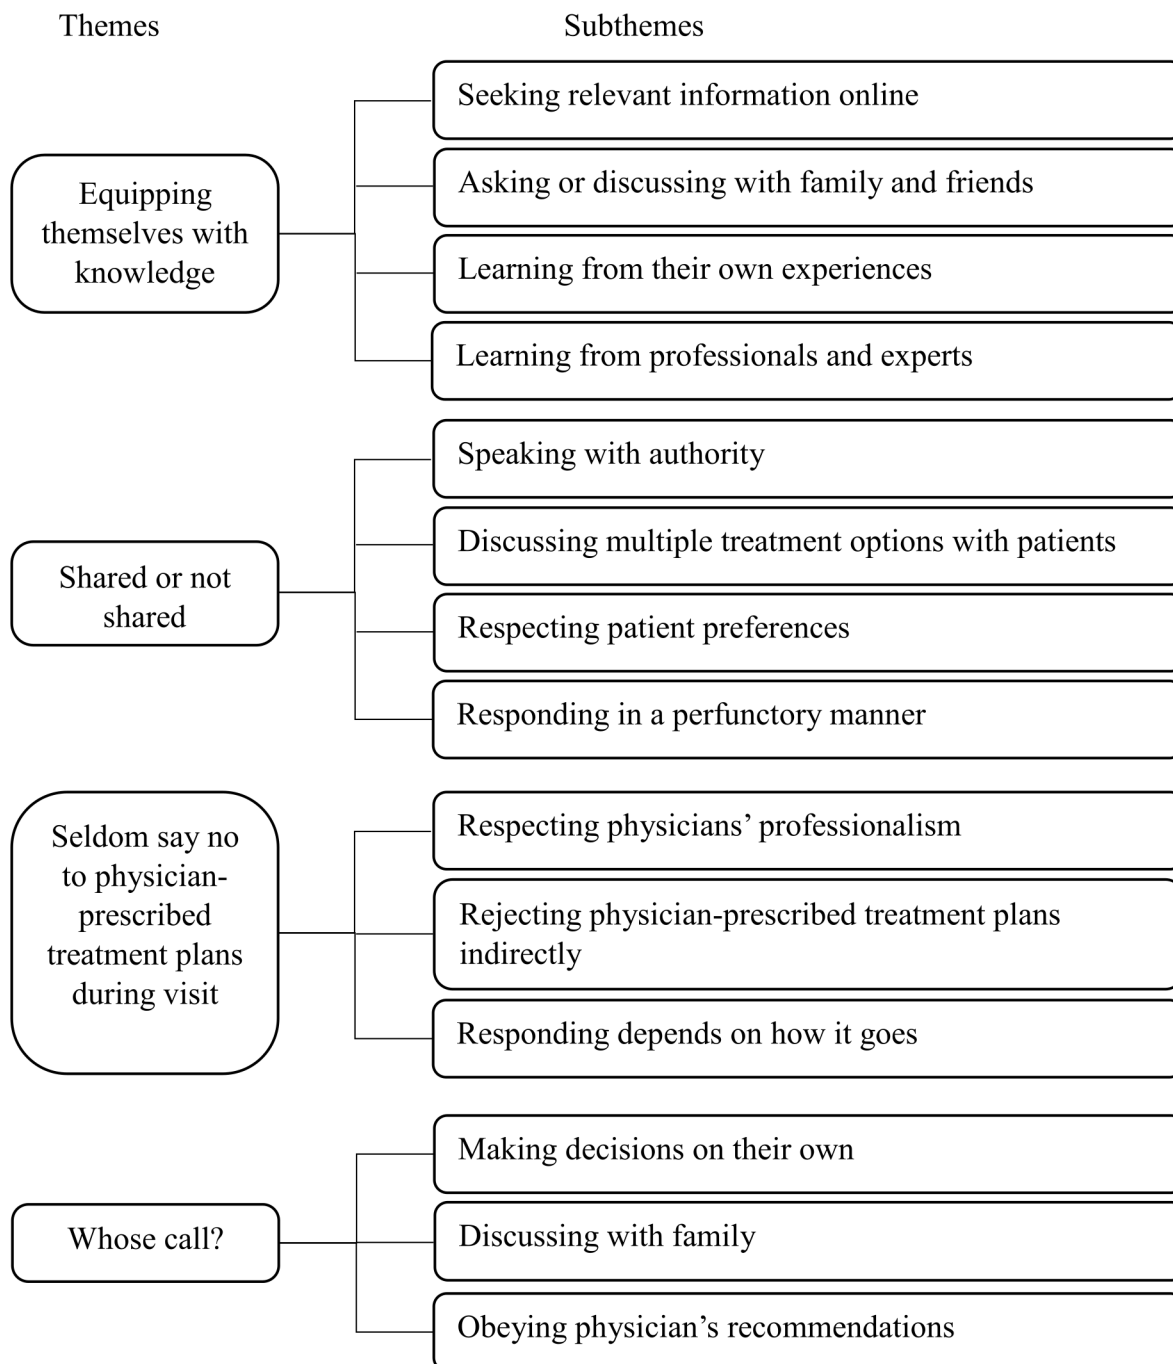 Themes
Subthemes
Equipping
themselves with
knowledge
Seeking relevant information online
Asking or discussing with family and friends
Learning from their own experiences
Learning from professionals and experts
Shared or not
shared
Speaking with authority
Discussing multiple treatment options with patients
Respecting patient preferences
Responding in a perfunctory manner
Seldom say no
to physician-
prescribed
treatment plans
during visit
Respecting physicians’ professionalism
Rejecting physician-prescribed treatment plans
indirectly
Responding depends on how it goes
Whose call?
Making decisions on their own
Discussing with family
Obeying physician’s recommendations